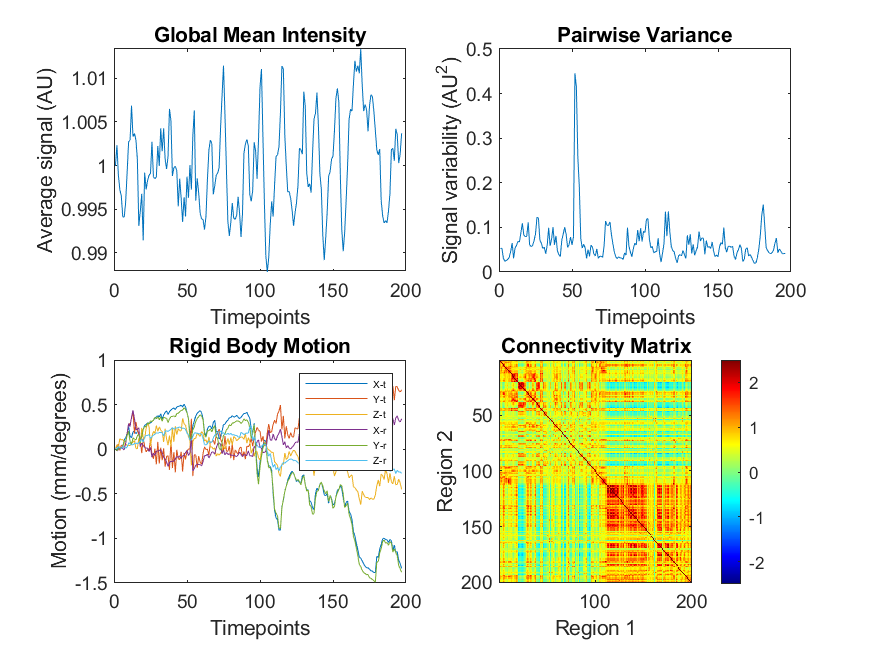 Global Mean Intensity
Average signal (AU)
1.01
1.005
1
0.995
0.99
0 50 100 150 200
Timepoints
Pairwise Variance
Signal variability (AU²)
0.5
0.4
0.3
0.2
0.1
0
0 50 100 150 200
Timepoints
Rigid Body Motion
Motion (mm/degrees)
1
0.5
0
-0.5
-1
-1.5
0 50 100 150 200
Timepoints
X-t
Y-t
Z-t
X-r
Y-r
Z-r
Connectivity Matrix
Region 2
50
100
150
200
100 200
Region 1
2
1
0
-1
-2